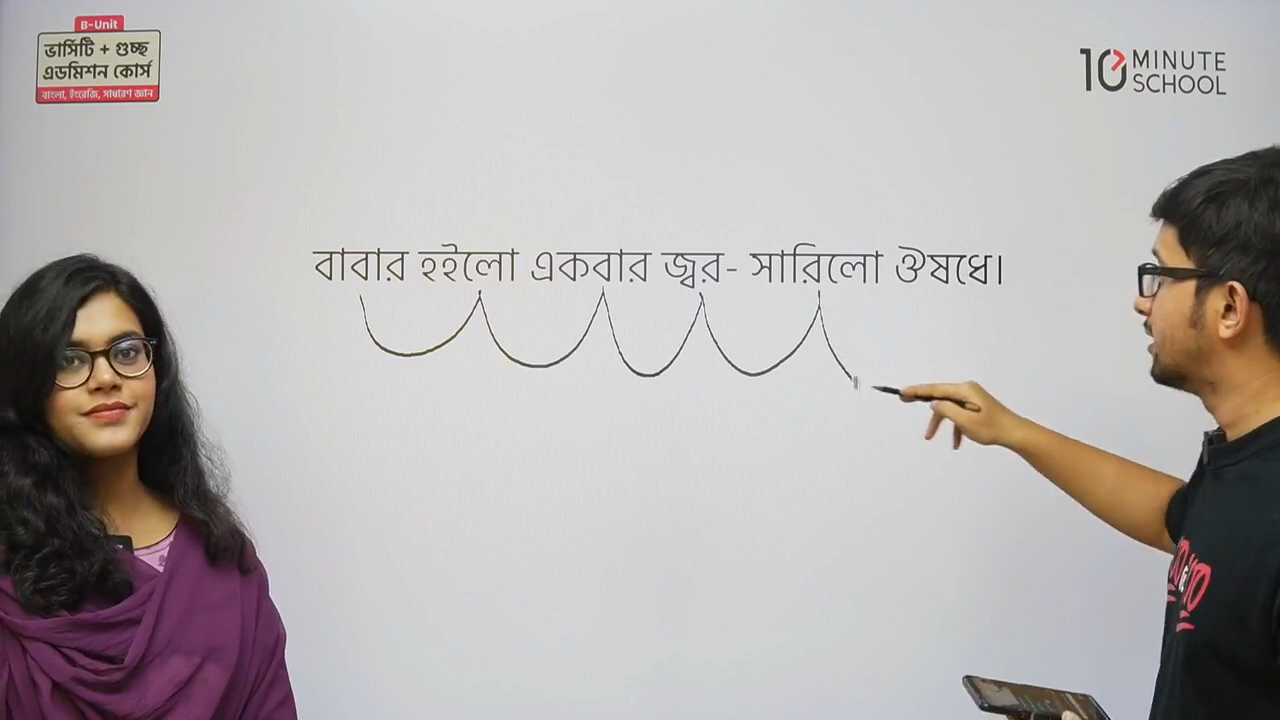 B-Unit
ভার্সিটি + গুচ্ছ
এডমিশন কোর্স
বাংলা, ইংরেজি, সাধারণ জ্ঞান
10 MINUTE
SCHOOL
বাবার হইলো একবার জ্বর- সারিলো ঔষধে।